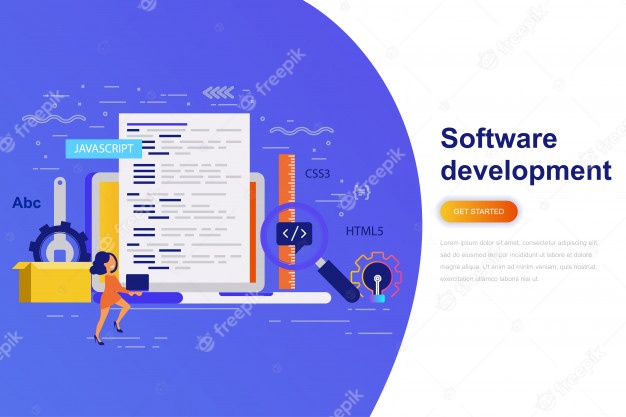 JAVASCRIPT
Abc
CSS3
{s}
</>
HTML5
Software
development
GET STARTED
Lorem ipsum dolor sit amet, consectetur adipiscing elit,
sed do eiusmod tempor incididunt ut labore et dolore
magna aliqua. Ut enim ad minim veniam, quis nostrud
exercitation ullamco laboris nisi ut.
freepik